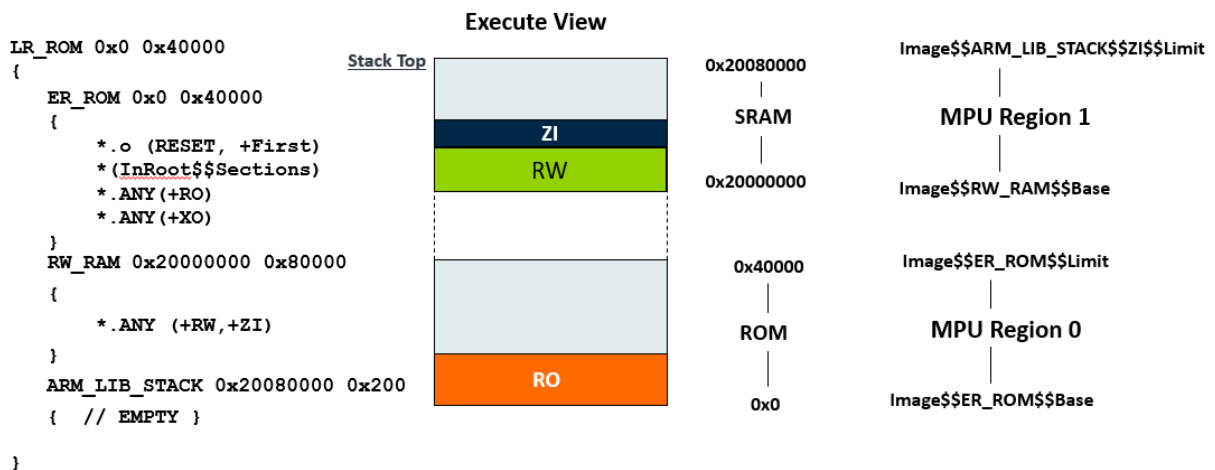 Execute View
LR_ROM 0x0 0x40000
{
ER_ROM 0x0 0x40000
{
*.o (RESET, +First)
*(InRoot$$Sections)
*.ANY(+RO)
*.ANY(+XO)
}
RW_RAM 0x20000000 0x80000
{
*.ANY (+RW,+ZI)
}
ARM_LIB_STACK 0x20080000 0x200
{ // EMPTY }
}
Stack Top
ZI
RW
RO
0x20080000
SRAM
0x20000000
0x40000
ROM
0x0
Image$$ARM_LIB_STACK$$ZI$$Limit
MPU Region 1
Image$$RW_RAM$$Base
Image$$ER_ROM$$Limit
MPU Region 0
Image$$ER_ROM$$Base